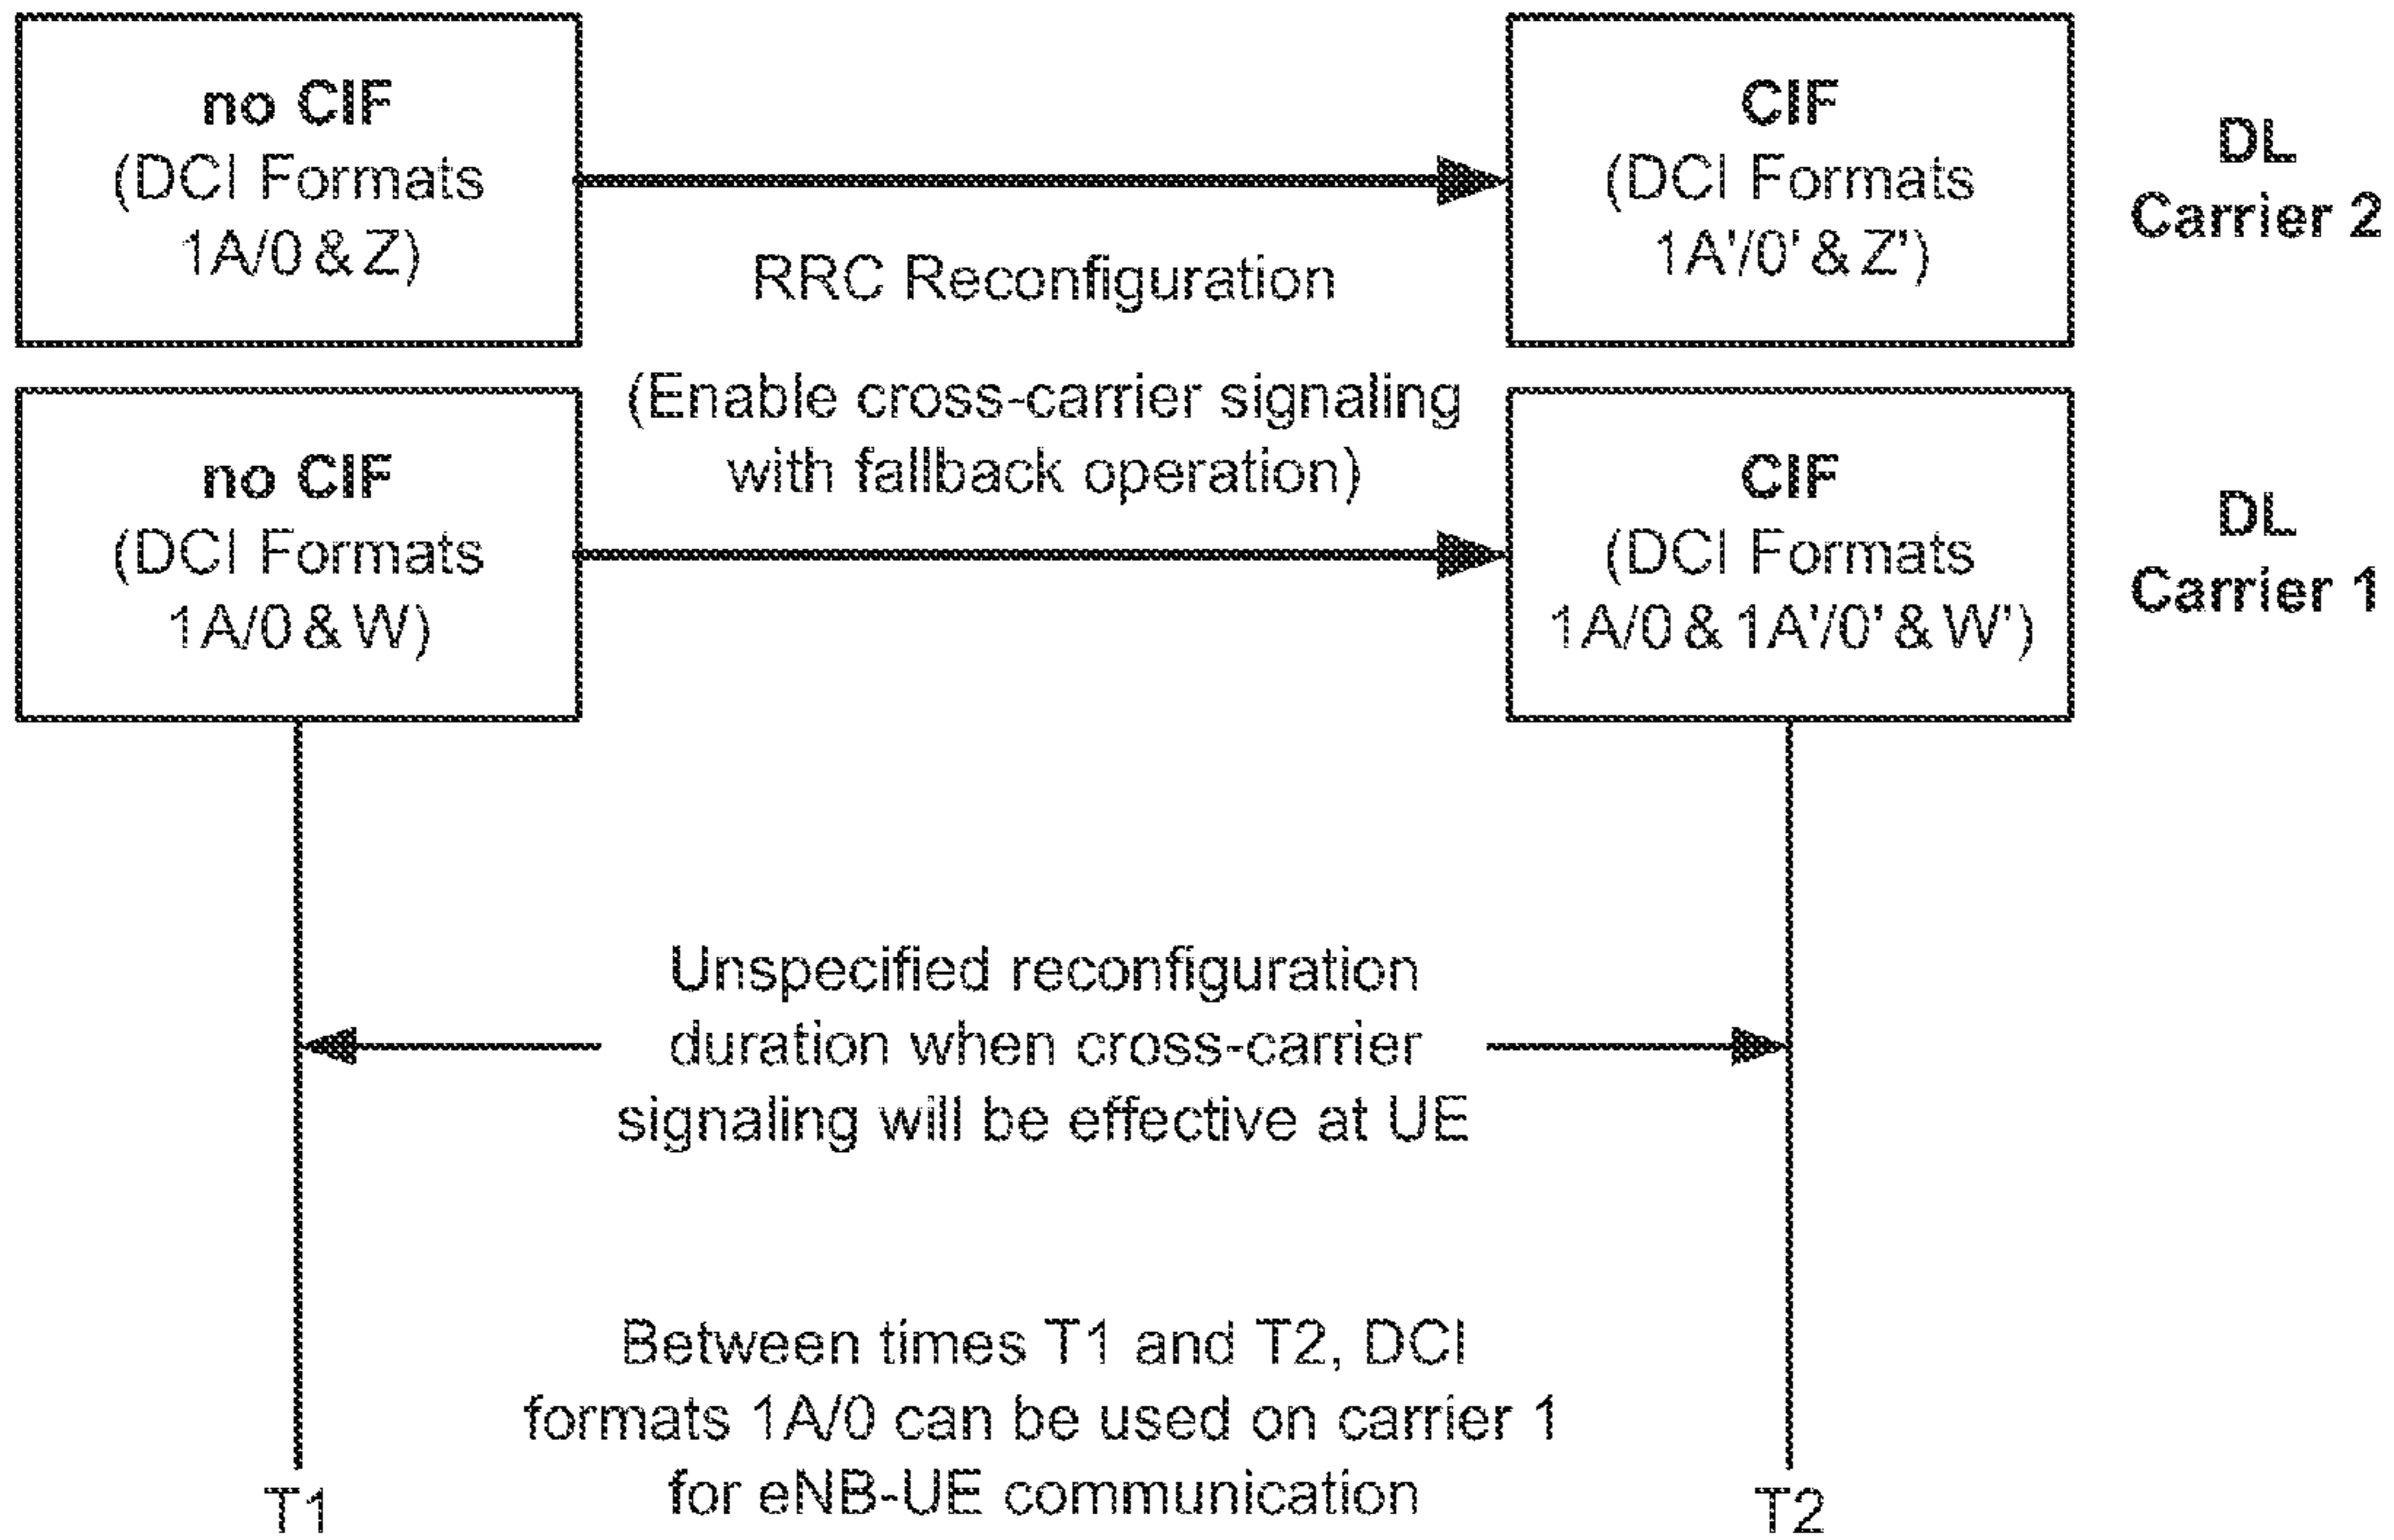 no CIF
(DCI Formats
1A/0 & Z)
CIF
(DCI Formats
1A'/0' & Z')
DL
Carrier 2
RRC Reconfiguration
(Enable cross-carrier signaling
with fallback operation)
no CIF
(DCI Formats
1A/0 & W)
CIF
(DCI Formats
1A/0 & 1A'/0' & W')
DL
Carrier 1
Unspecified reconfiguration
duration when cross-carrier
signaling will be effective at UE
Between times T1 and T2, DCI
formats 1A/0 can be used on carrier 1
for eNB-UE communication
T1
T2